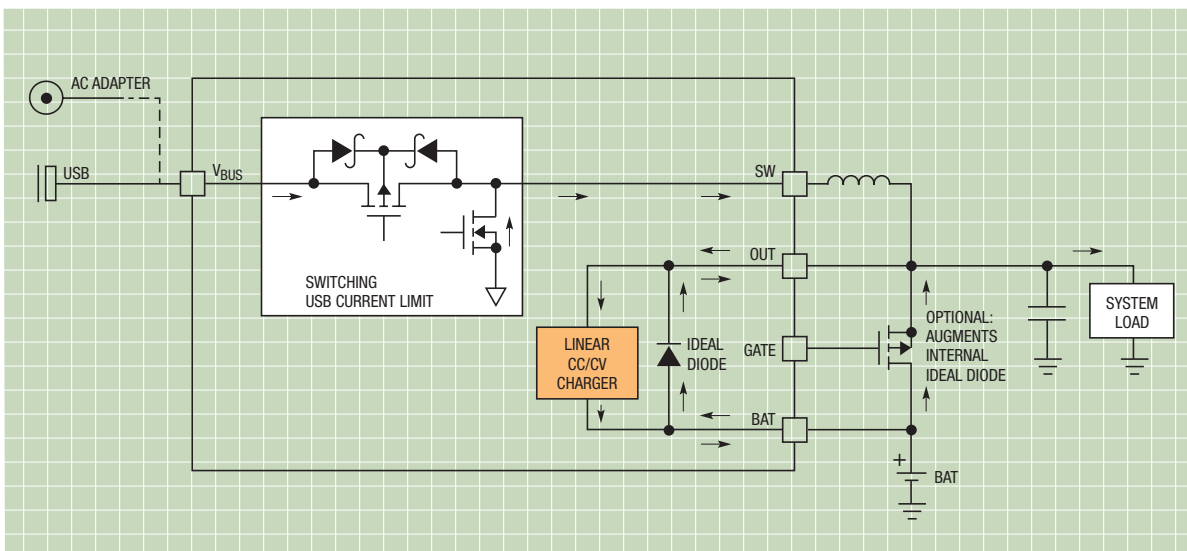 AC ADAPTER
USB
VBUS
SWITCHING
USB CURRENT LIMIT
SW
OUT
LINEAR
CC/CV
CHARGER
IDEAL
DIODE
GATE
BAT
OPTIONAL:
AUGMENTS
INTERNAL
IDEAL DIODE
SYSTEM
LOAD
+
BAT